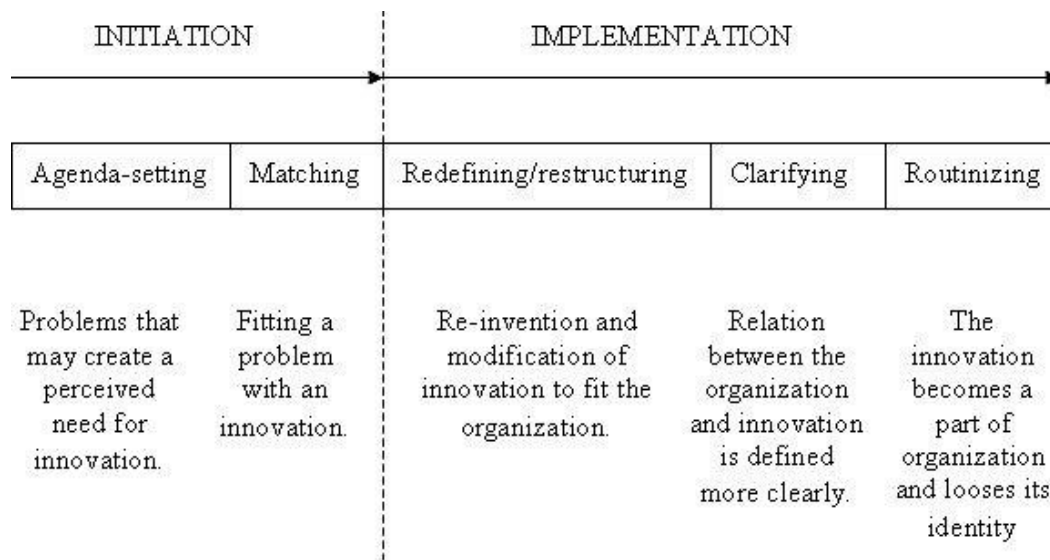 INITIATION
IMPLEMENTATION
Agenda-setting
Matching
Redefining/restructuring
Clarifying
Routinizing
Problems that
may create a
perceived
need for
innovation.
Fitting a
problem
with an
innovation.
Re-invention and
modification of
innovation to fit the
organization.
Relation
between the
organization
and innovation
is defined
more clearly.
The
innovation
becomes a
part of
organization
and looses its
identity